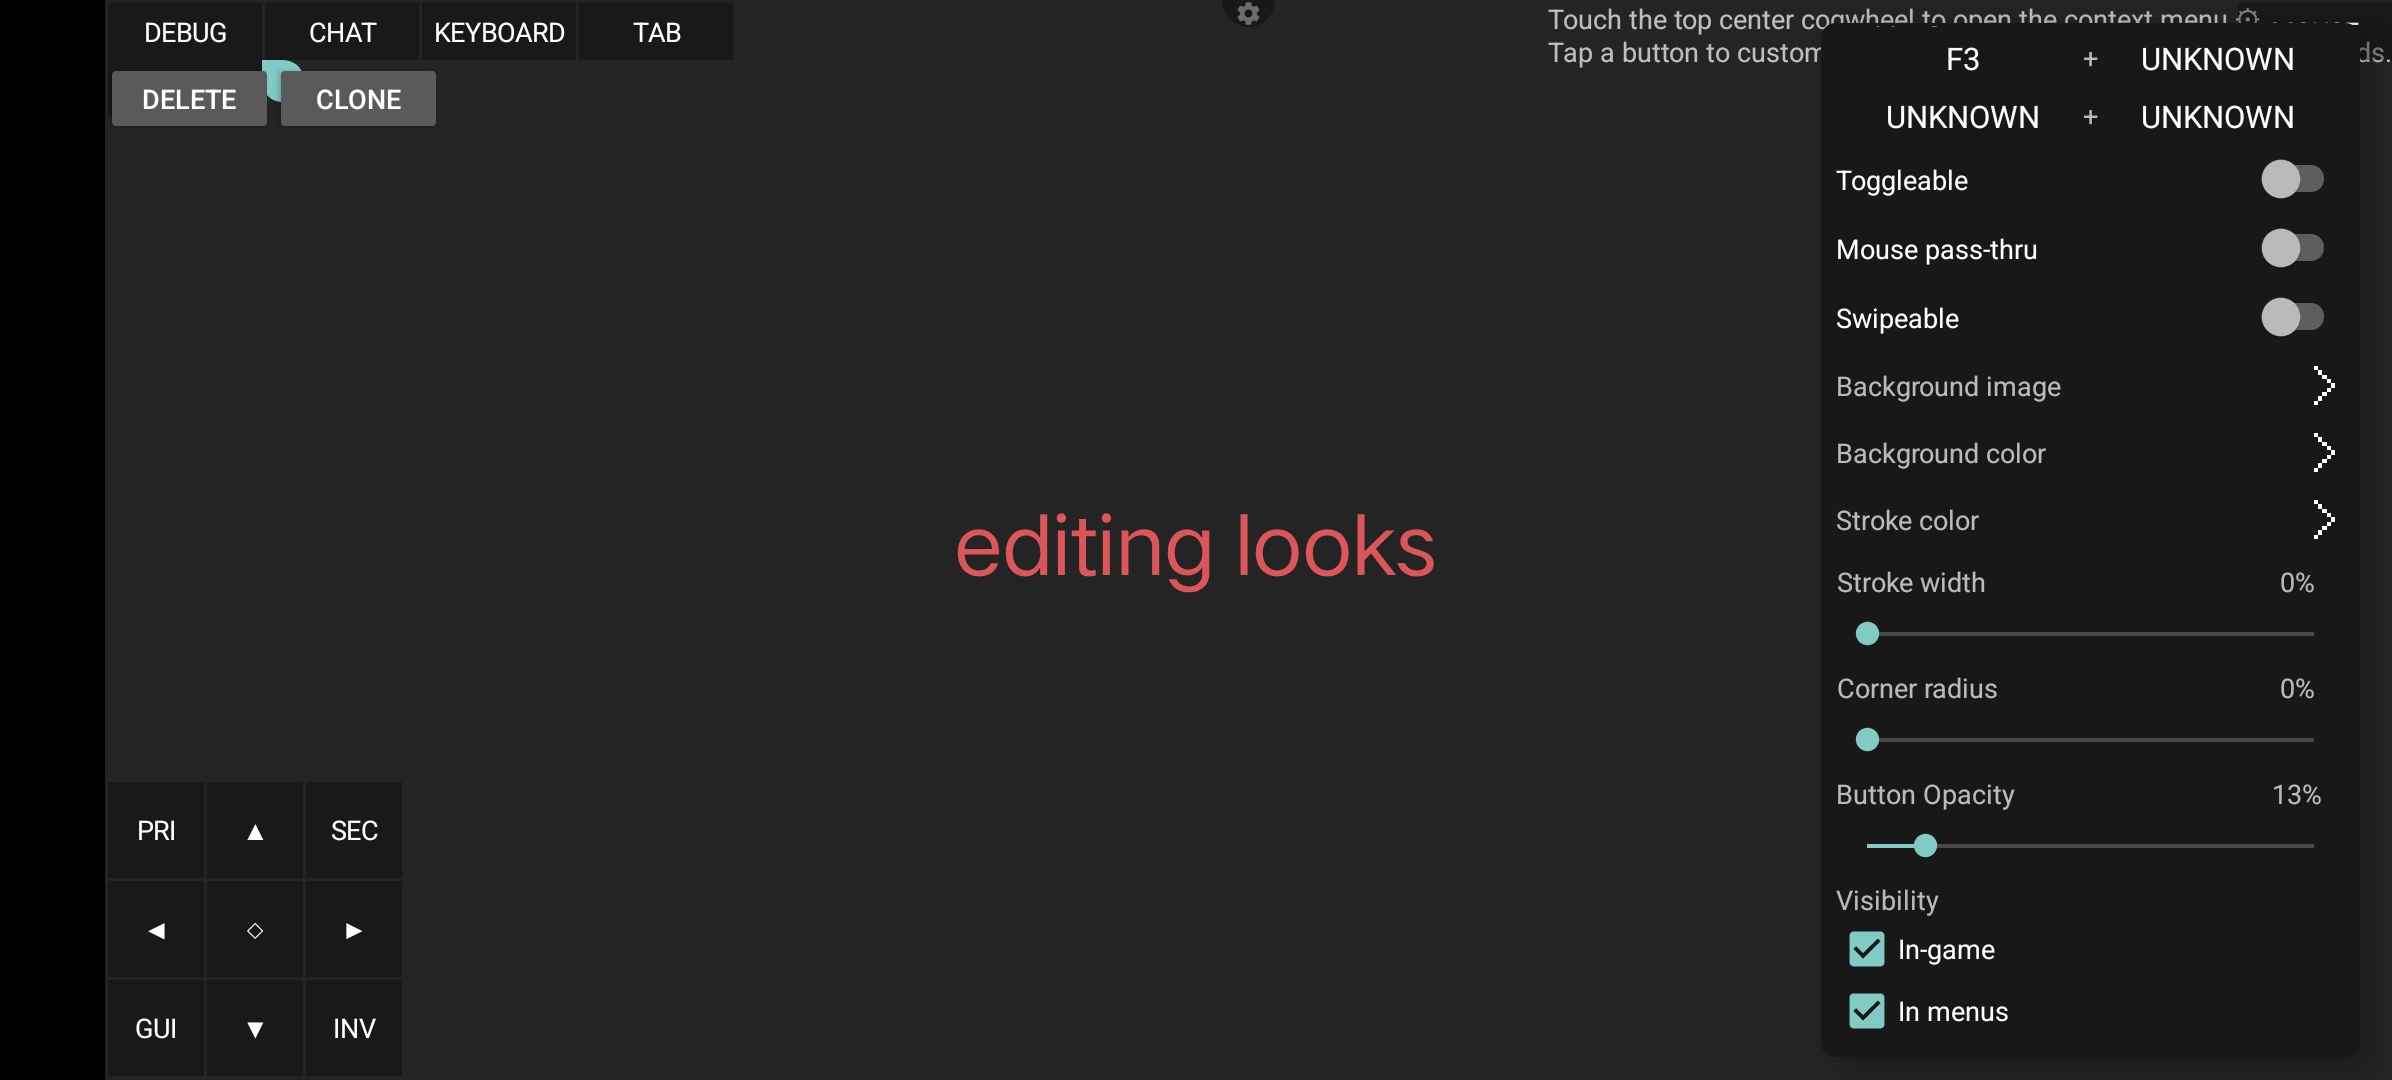 DEBUG CHAT KEYBOARD TAB
Touch the top center cogwheel to open the context menu
Tap a button to custom
ds.
DELETE CLONE
F3 + UNKNOWN
UNKNOWN + UNKNOWN
Toggleable
Mouse pass-thru
Swipeable
Background image
Background color
Stroke color
editing looks
Stroke width 0%
Corner radius 0%
Button Opacity 13%
Visibility
In-game
In menus
PRI ▲ SEC
◀ ◇ ▶
GUI ▼ INV